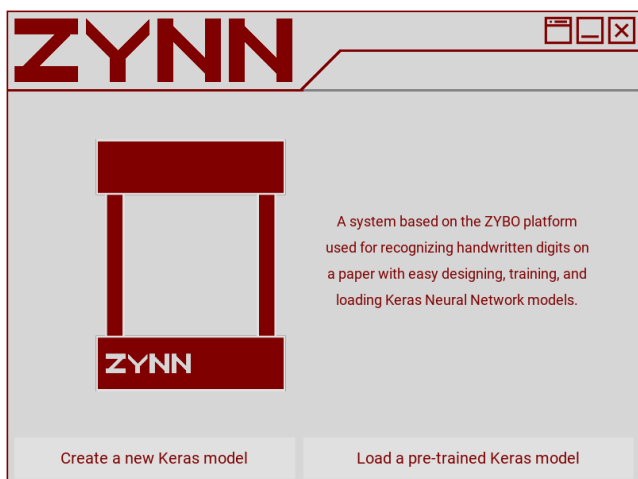 ZYNN
A system based on the ZYBO platform
used for recognizing handwritten digits on
a paper with easy designing, training, and
loading Keras Neural Network models.
ZYNN
Create a new Keras model
Load a pre-trained Keras model